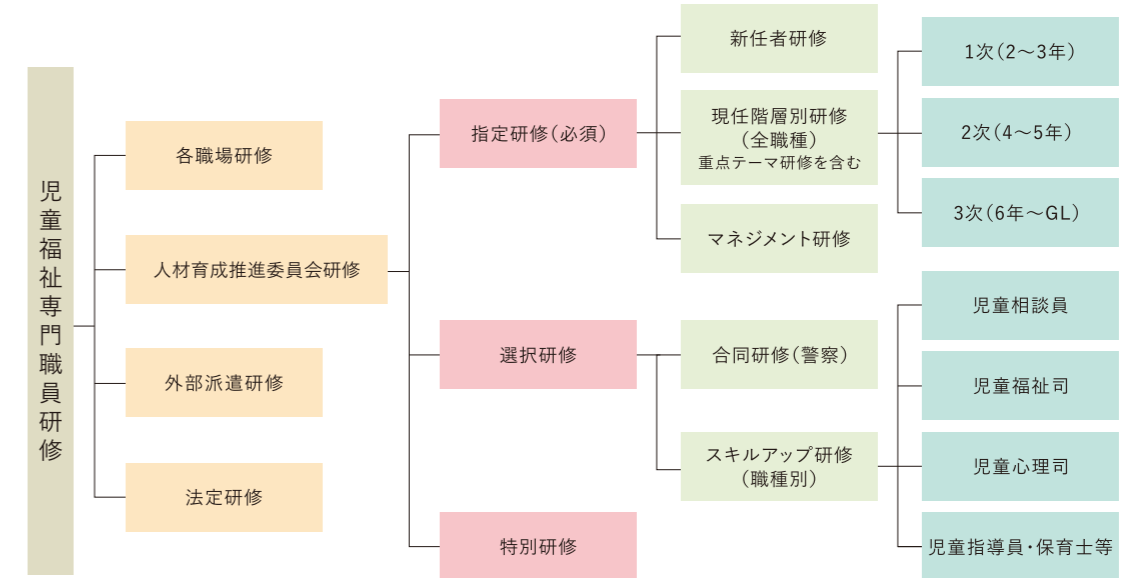 児童福祉専門職員研修
各職場研修
人材育成推進委員会研修
外部派遣研修
法定研修
指定研修（必須）
選択研修
特別研修
新任者研修
現任階層別研修
（全職種）
重点テーマ研修を含む
マネジメント研修
合同研修（警察）
スキルアップ研修
（職種別）
1次（2～3年）
2次（4～5年）
3次（6年～GL）
児童相談員
児童福祉司
児童心理司
児童指導員・保育士等